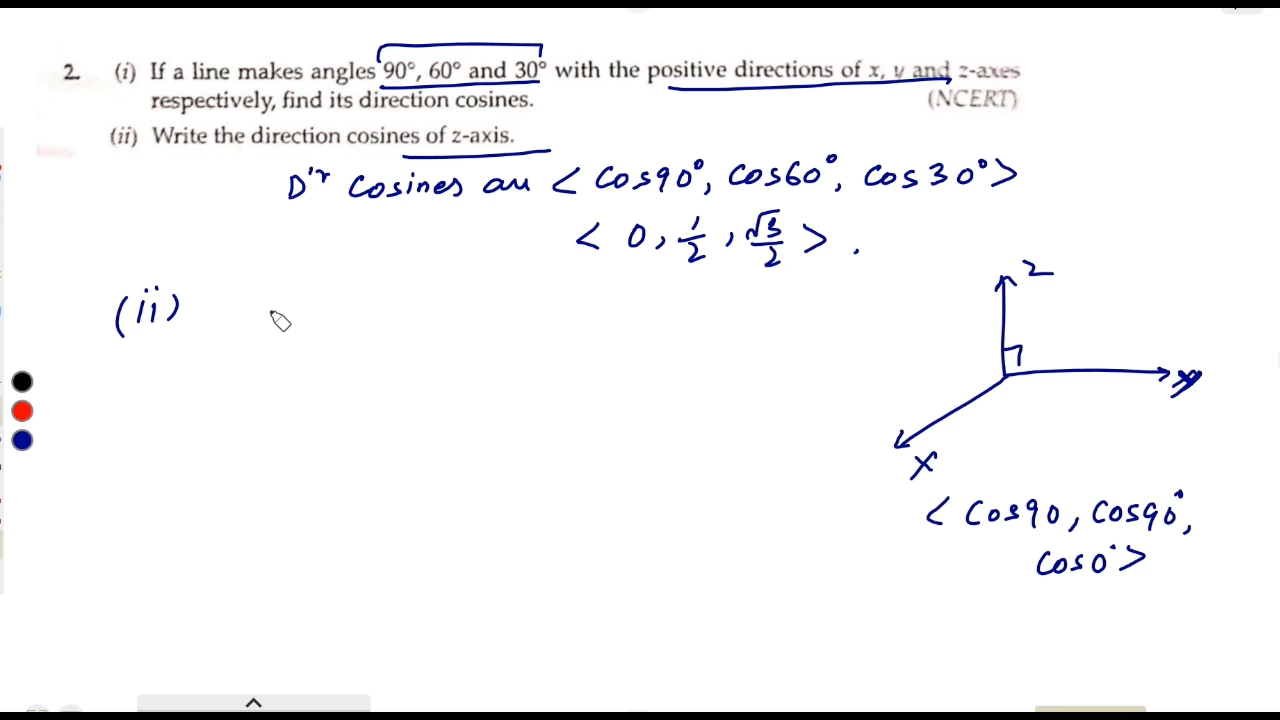 2. (i) If a line makes angles 90°, 60° and 30° with the positive directions of x, y and z-axes
respectively, find its direction cosines. (NCERT)
(ii) Write the direction cosines of z-axis.
D'r Cosines are < cos90°, cos60°, cos30° >
< 0, 1/2, √3/2 > .
(ii)
z
y
x
< cos90, cos90°,
cos0° >